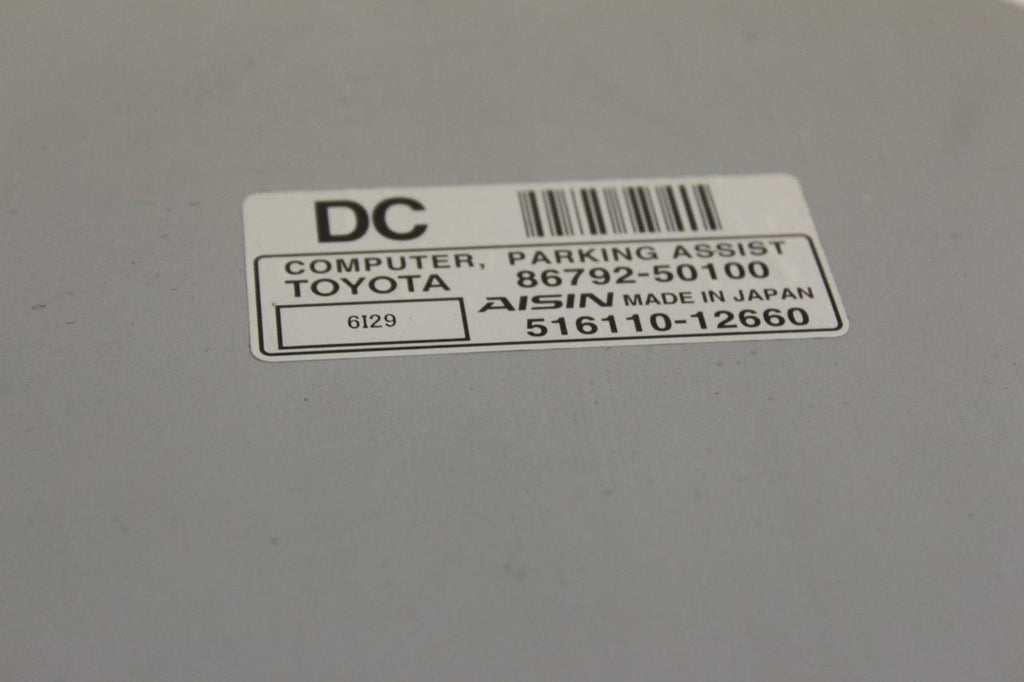 DC
COMPUTER, PARKING ASSIST
TOYOTA 86792-50100
AISIN MADE IN JAPAN
6I29
516110-12660